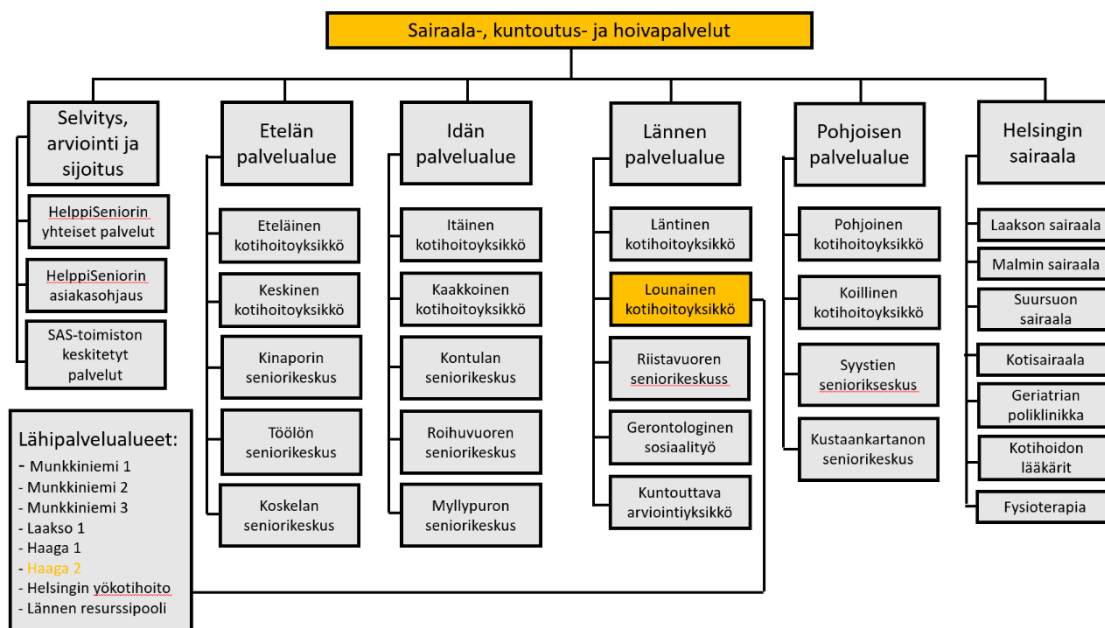 Sairaala-, kuntoutus- ja hoivapalvelut
Selvitys,
arviointi ja
sijoitus
HelppiSeniorin
yhteiset palvelut
HelppiSeniorin
asiakasohjaus
SAS-toimiston
keskitetyt
palvelut
Etelän
palvelualue
Eteläinen
kotihoitoyksikkö
Keskinen
kotihoitoyksikkö
Kinaporin
seniorikeskus
Töölön
seniorikeskus
Koskelan
seniorikeskus
Idän
palvelualue
Itäinen
kotihoitoyksikkö
Kaakkoinen
kotihoitoyksikkö
Kontulan
seniorikeskus
Roihuvuoren
seniorikeskus
Myllypuron
seniorikeskus
Lännen
palvelualue
Läntinen
kotihoitoyksikkö
Lounainen
kotihoitoyksikkö
Riistavuoren
seniorikeskuss
Gerontologinen
sosiaalityö
Kuntouttava
arviointiyksikkö
Pohjoisen
palvelualue
Pohjoinen
kotihoitoyksikkö
Koillinen
kotihoitoyksikkö
Syystien
senioriksekus
Kustaankartanon
seniorikeskus
Helsingin
sairaala
Laakson sairaala
Malmin sairaala
Suursuon
sairaala
Kotisairaala
Geriatrian
poliklinikka
Kotihoidon
lääkärit
Fysioterapia
Lähipalvelualueet:
- Munkkiniemi 1
- Munkkiniemi 2
- Munkkiniemi 3
- Laakso 1
- Haaga 1
- Haaga 2
- Helsingin yökotihoito
- Lännen resurssipooli